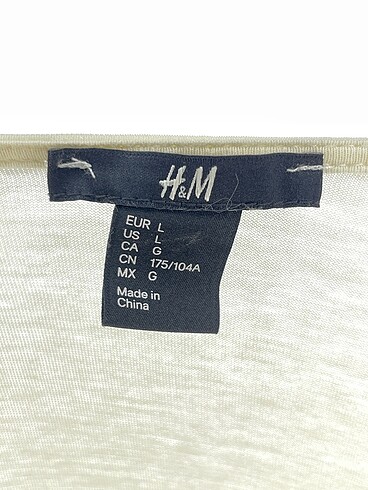 H&M
EUR L
US L
CA G
CN 175/104A
MX G
Made in
China